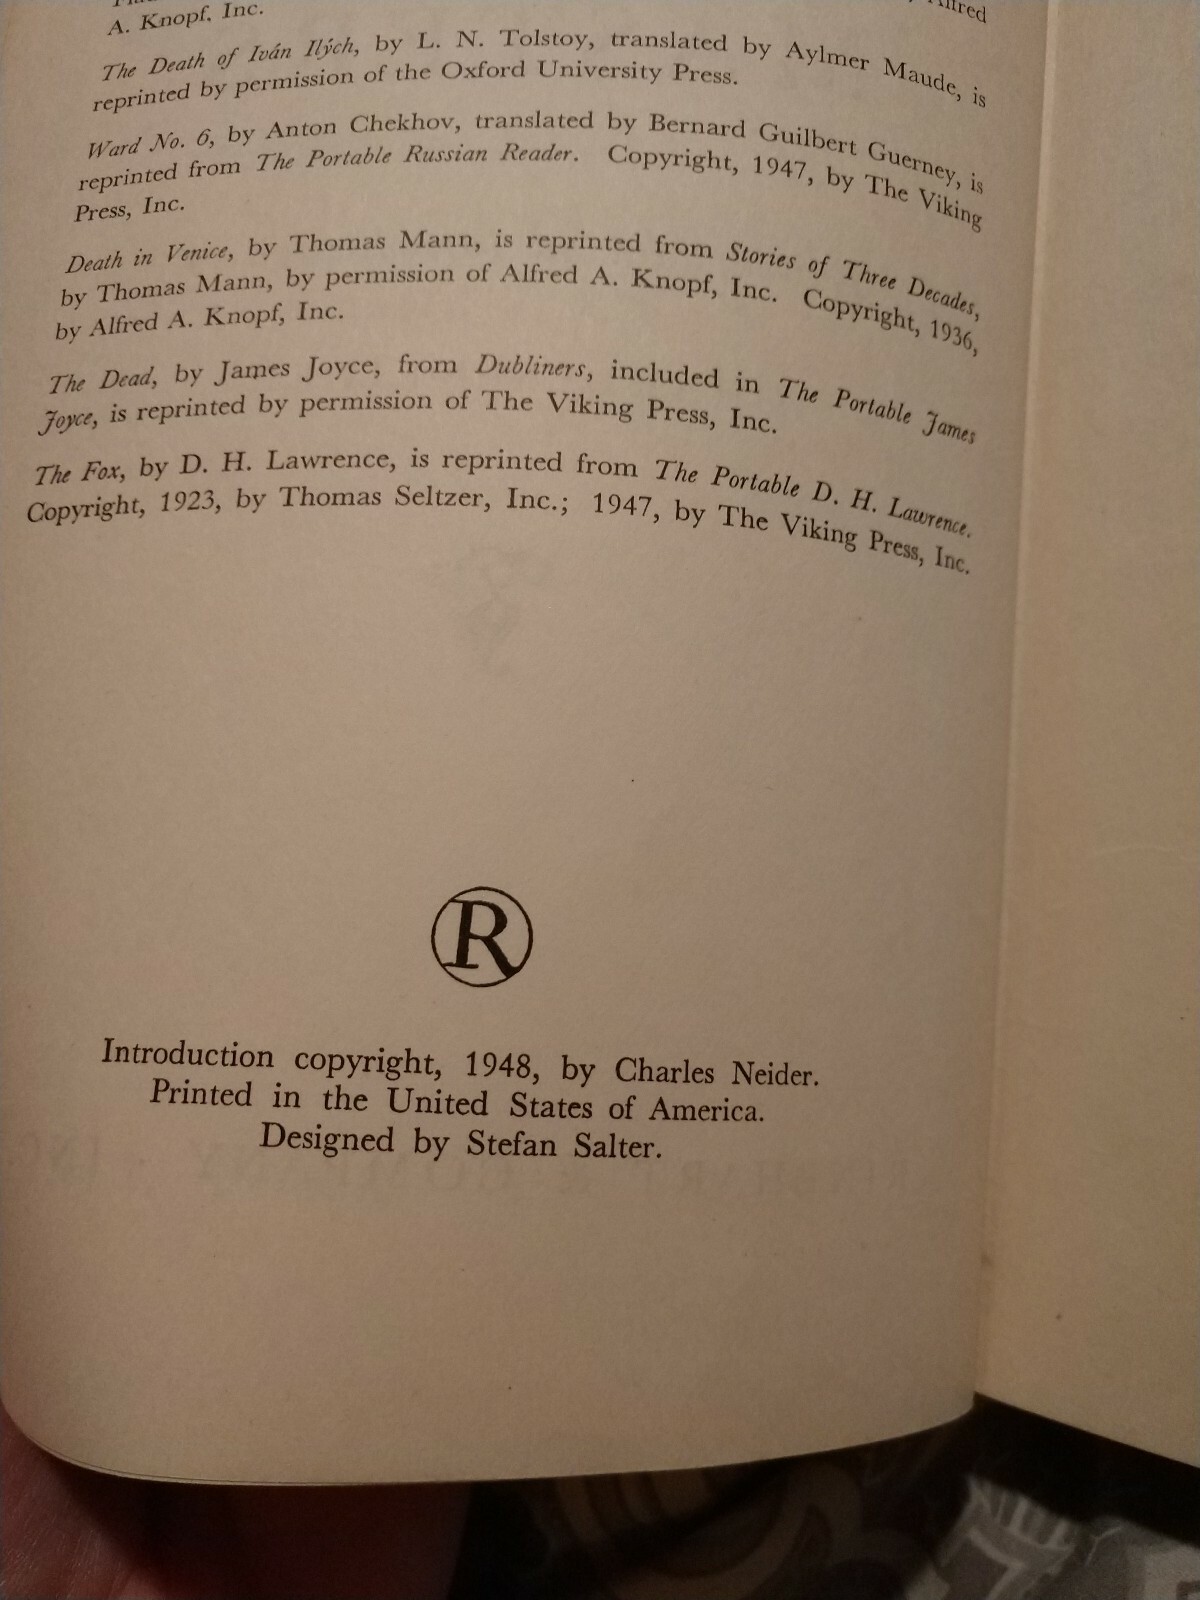 A. Knopf, Inc.
Alfred
The Death of Iván Ilých, by L. N. Tolstoy, translated by Aylmer Maude, is
reprinted by permission of the Oxford University Press.
Ward No. 6, by Anton Chekhov, translated by Bernard Guilbert Guerney, is
reprinted from The Portable Russian Reader. Copyright, 1947, by The Viking
Press, Inc.
Death in Venice, by Thomas Mann, is reprinted from Stories of Three Decades,
by Thomas Mann, by permission of Alfred A. Knopf, Inc. Copyright, 1936,
by Alfred A. Knopf, Inc.
The Dead, by James Joyce, from Dubliners, included in The Portable James
Joyce, is reprinted by permission of The Viking Press, Inc.
The Fox, by D. H. Lawrence, is reprinted from The Portable D. H. Lawrence.
Copyright, 1923, by Thomas Seltzer, Inc.; 1947, by The Viking Press, Inc.
R
Introduction copyright, 1948, by Charles Neider.
Printed in the United States of America.
Designed by Stefan Salter.